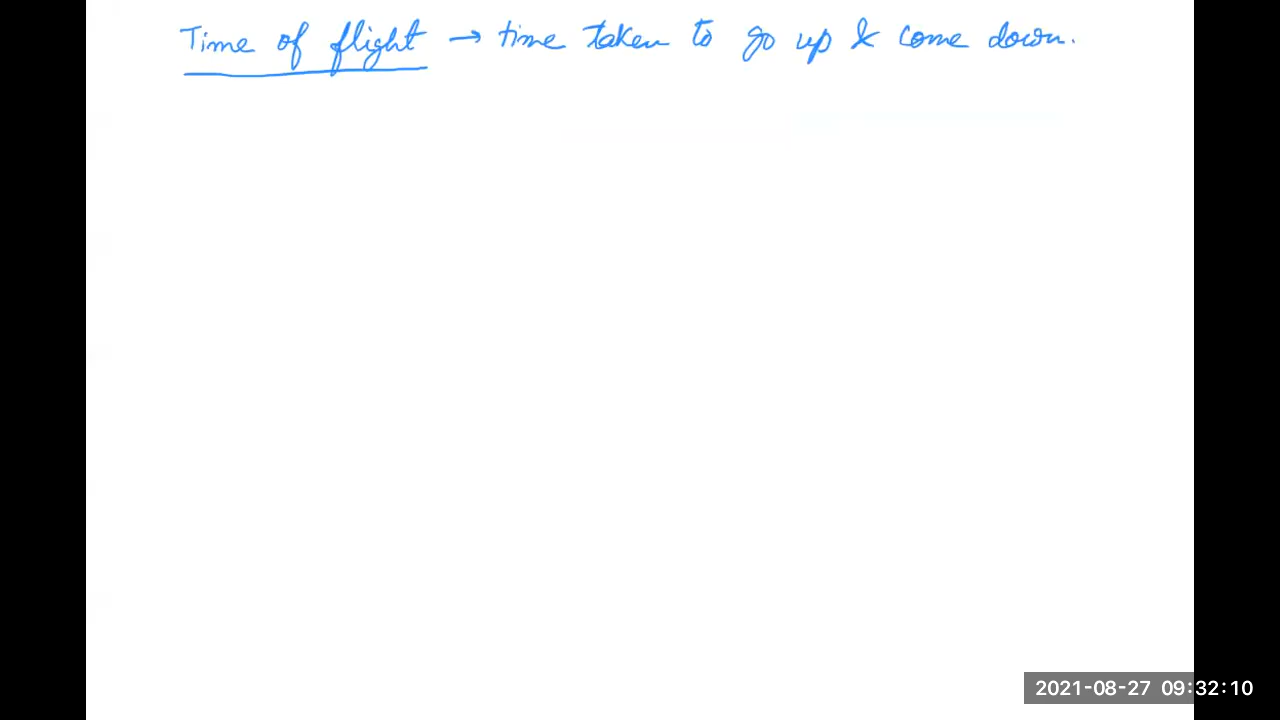 Time of flight → time taken to go up & come down.
2021-08-27 09:32:10